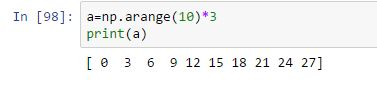 In [98]: a=np.arange(10)*3
print(a)
[ 0  3  6  9 12 15 18 21 24 27]